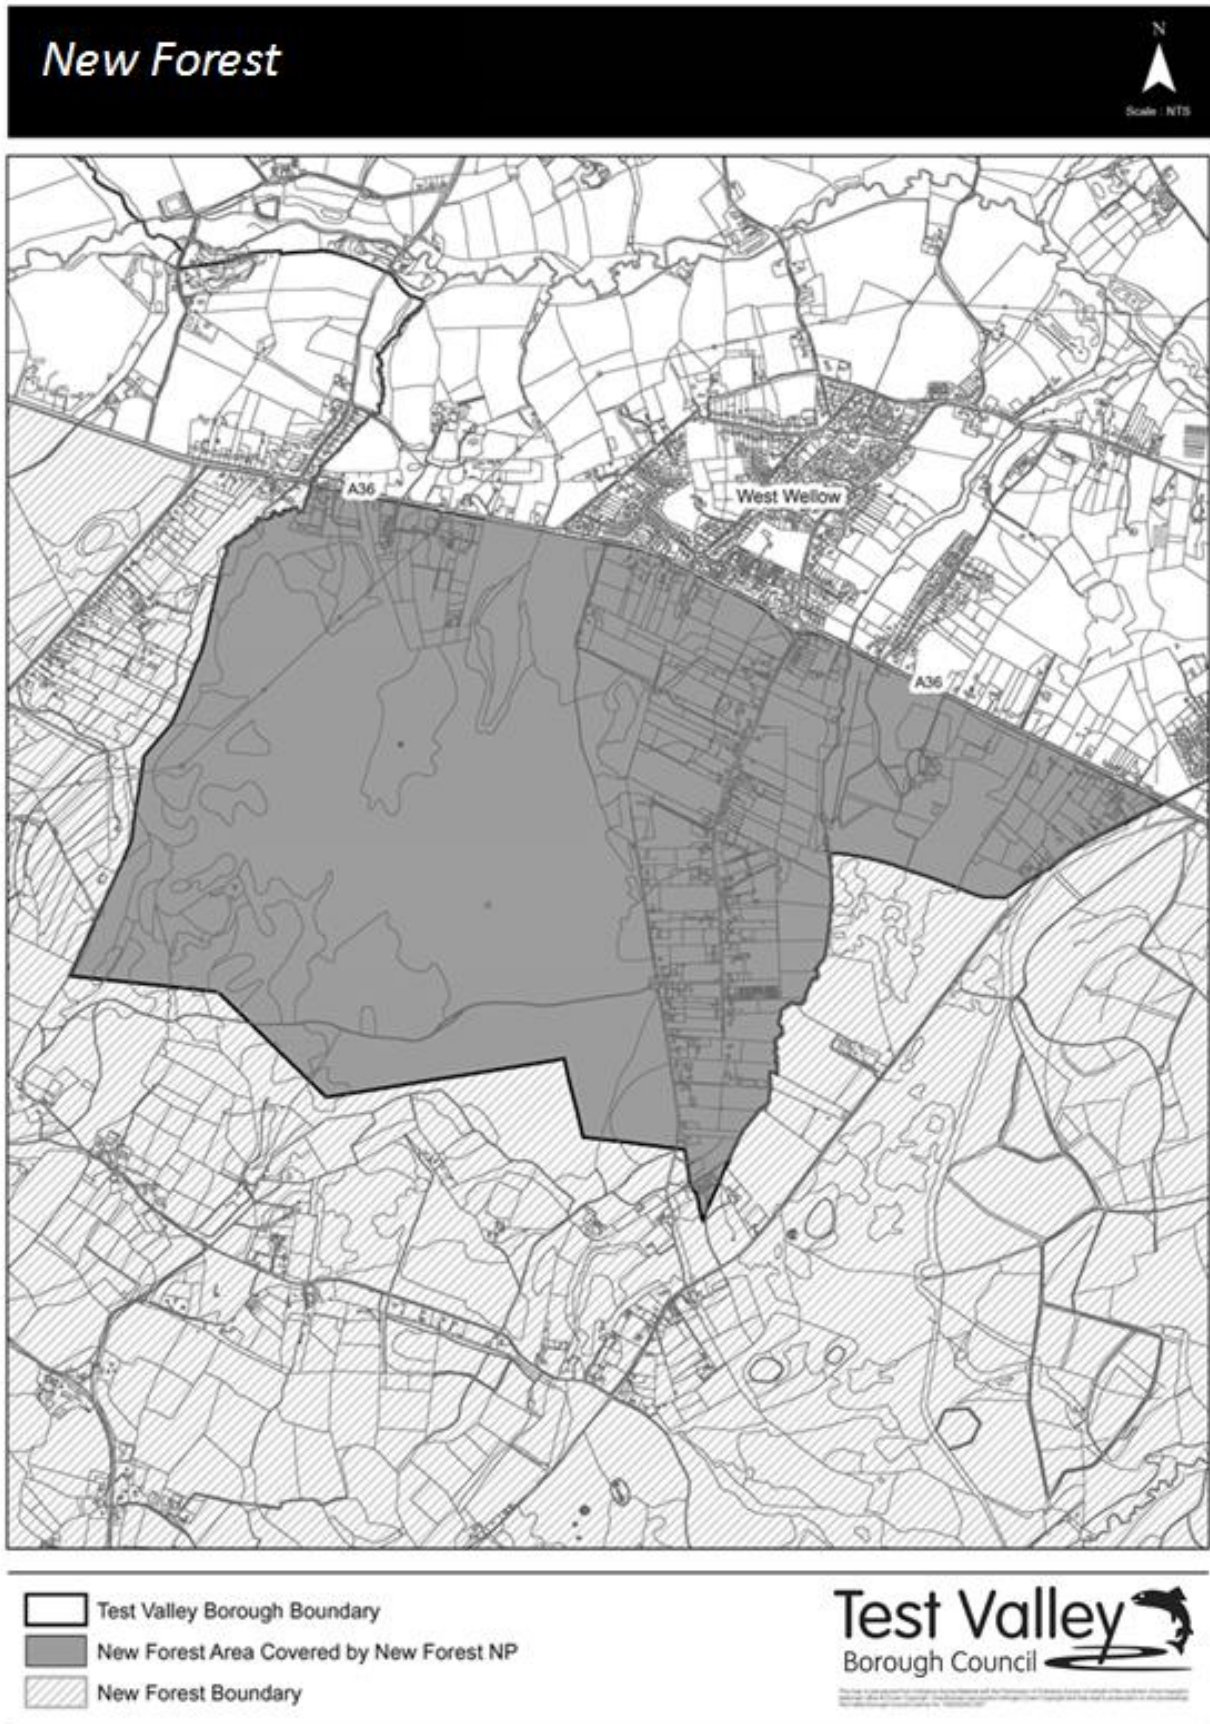 New Forest
N
Scale : NTS
A36
West Wellow
A36
Test Valley Borough Boundary
New Forest Area Covered by New Forest NP
New Forest Boundary
Test Valley
Borough Council